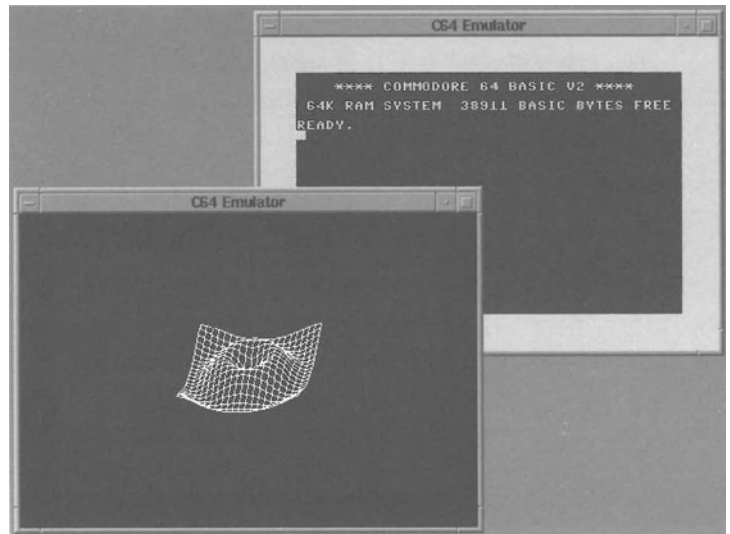 C64 Emulator
**** COMMODORE 64 BASIC V2 ****
64K RAM SYSTEM  38911 BASIC BYTES FREE
READY.
C64 Emulator